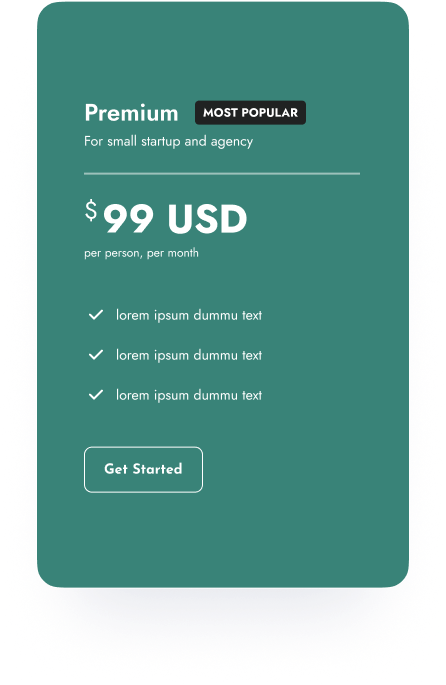 Premium MOST POPULAR
For small startup and agency
$99 USD
per person, per month
lorem ipsum dummu text
lorem ipsum dummu text
lorem ipsum dummu text
Get Started